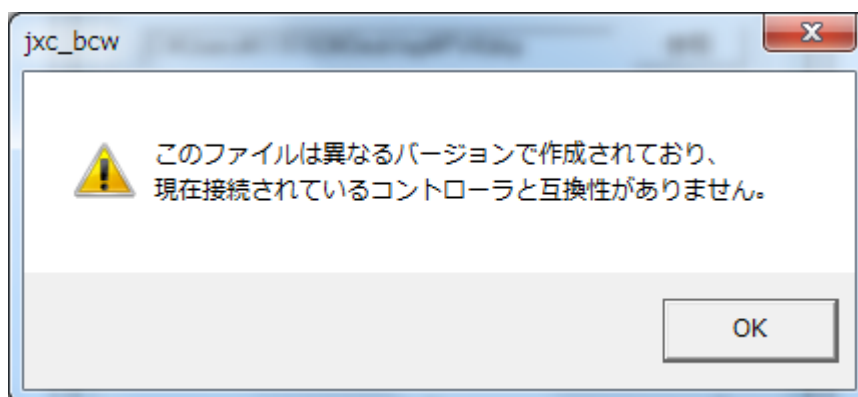 jxc_bcw
このファイルは異なるバージョンで作成されており、
現在接続されているコントローラと互換性がありません。
OK